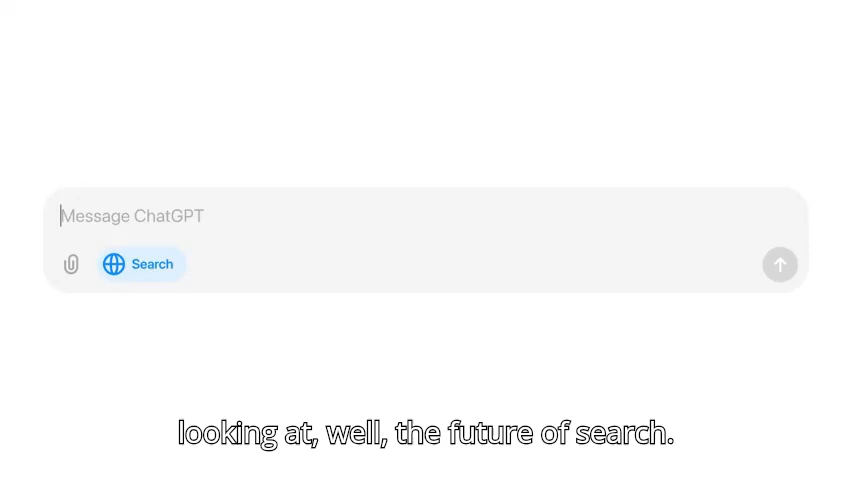 Message ChatGPT
Search
looking at, well, the future of search.